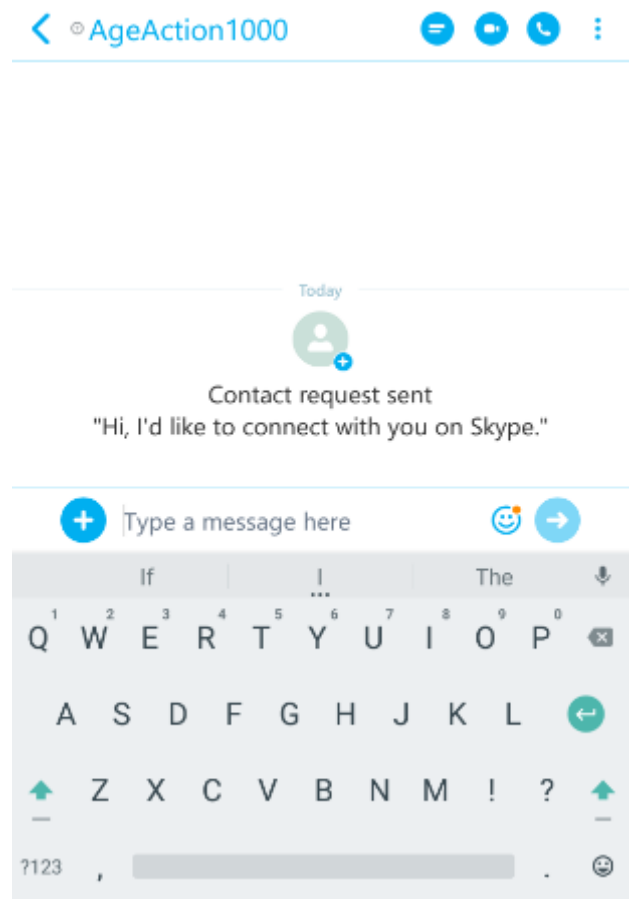 AgeAction1000
Today
Contact request sent
"Hi, I'd like to connect with you on Skype."
Type a message here
If I The
1 2 3 4 5 6 7 8 9 0
Q W E R T Y U I O P
A S D F G H J K L
Z X C V B N M ! ?
?123 , .